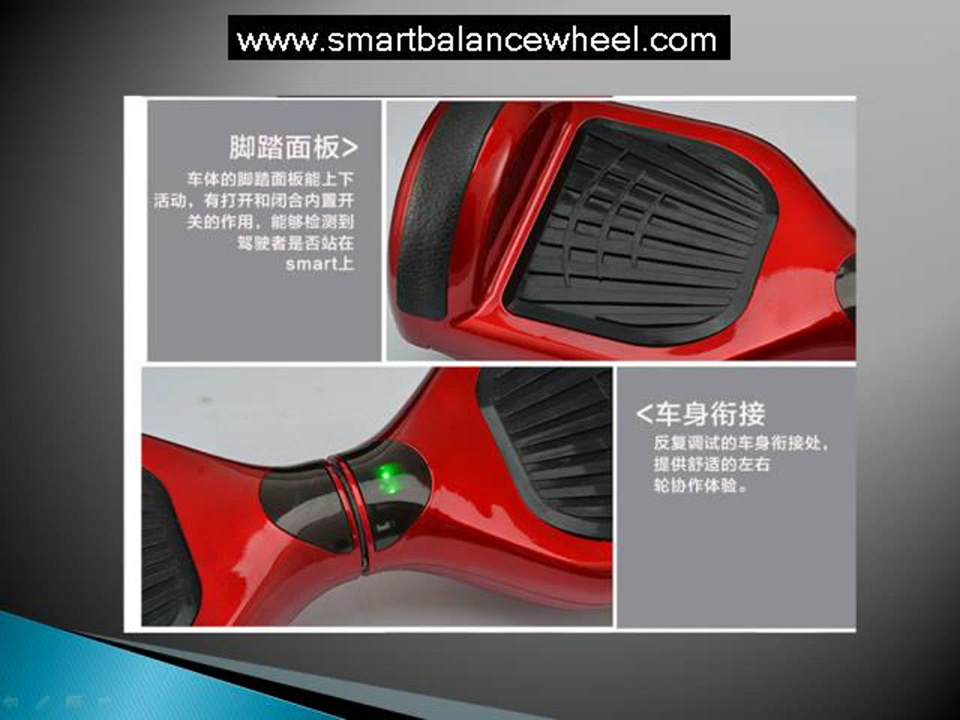 www.smartbalancewheel.com
脚踏面板>
车体的脚踏面板能上下
活动，有打开和闭合内置开
关的作用，能够检测到
驾驶者是否站在
smart上
<车身衔接
反复调试的车身衔接处，
提供舒适的左右
轮协作体验。